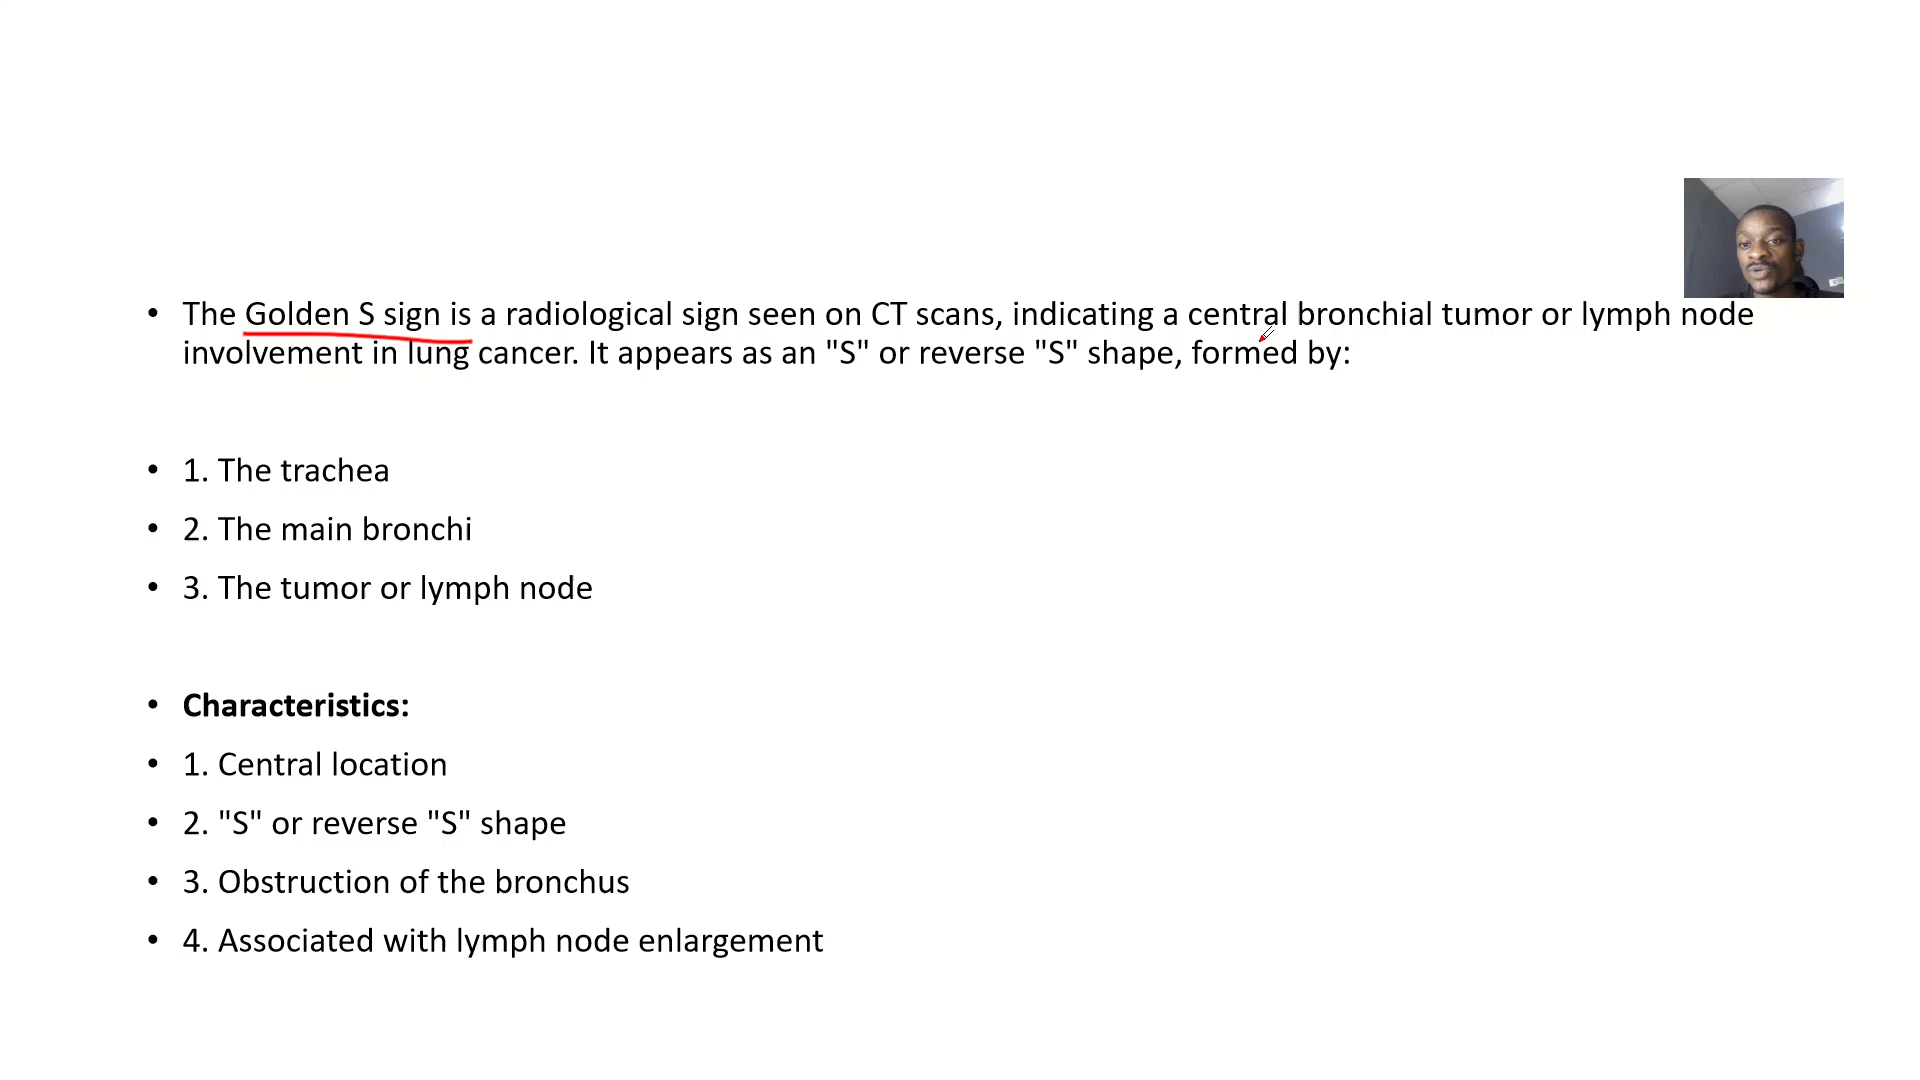 • The Golden S sign is a radiological sign seen on CT scans, indicating a central bronchial tumor or lymph node
involvement in lung cancer. It appears as an "S" or reverse "S" shape, formed by:
• 1. The trachea
• 2. The main bronchi
• 3. The tumor or lymph node
• Characteristics:
• 1. Central location
• 2. "S" or reverse "S" shape
• 3. Obstruction of the bronchus
• 4. Associated with lymph node enlargement